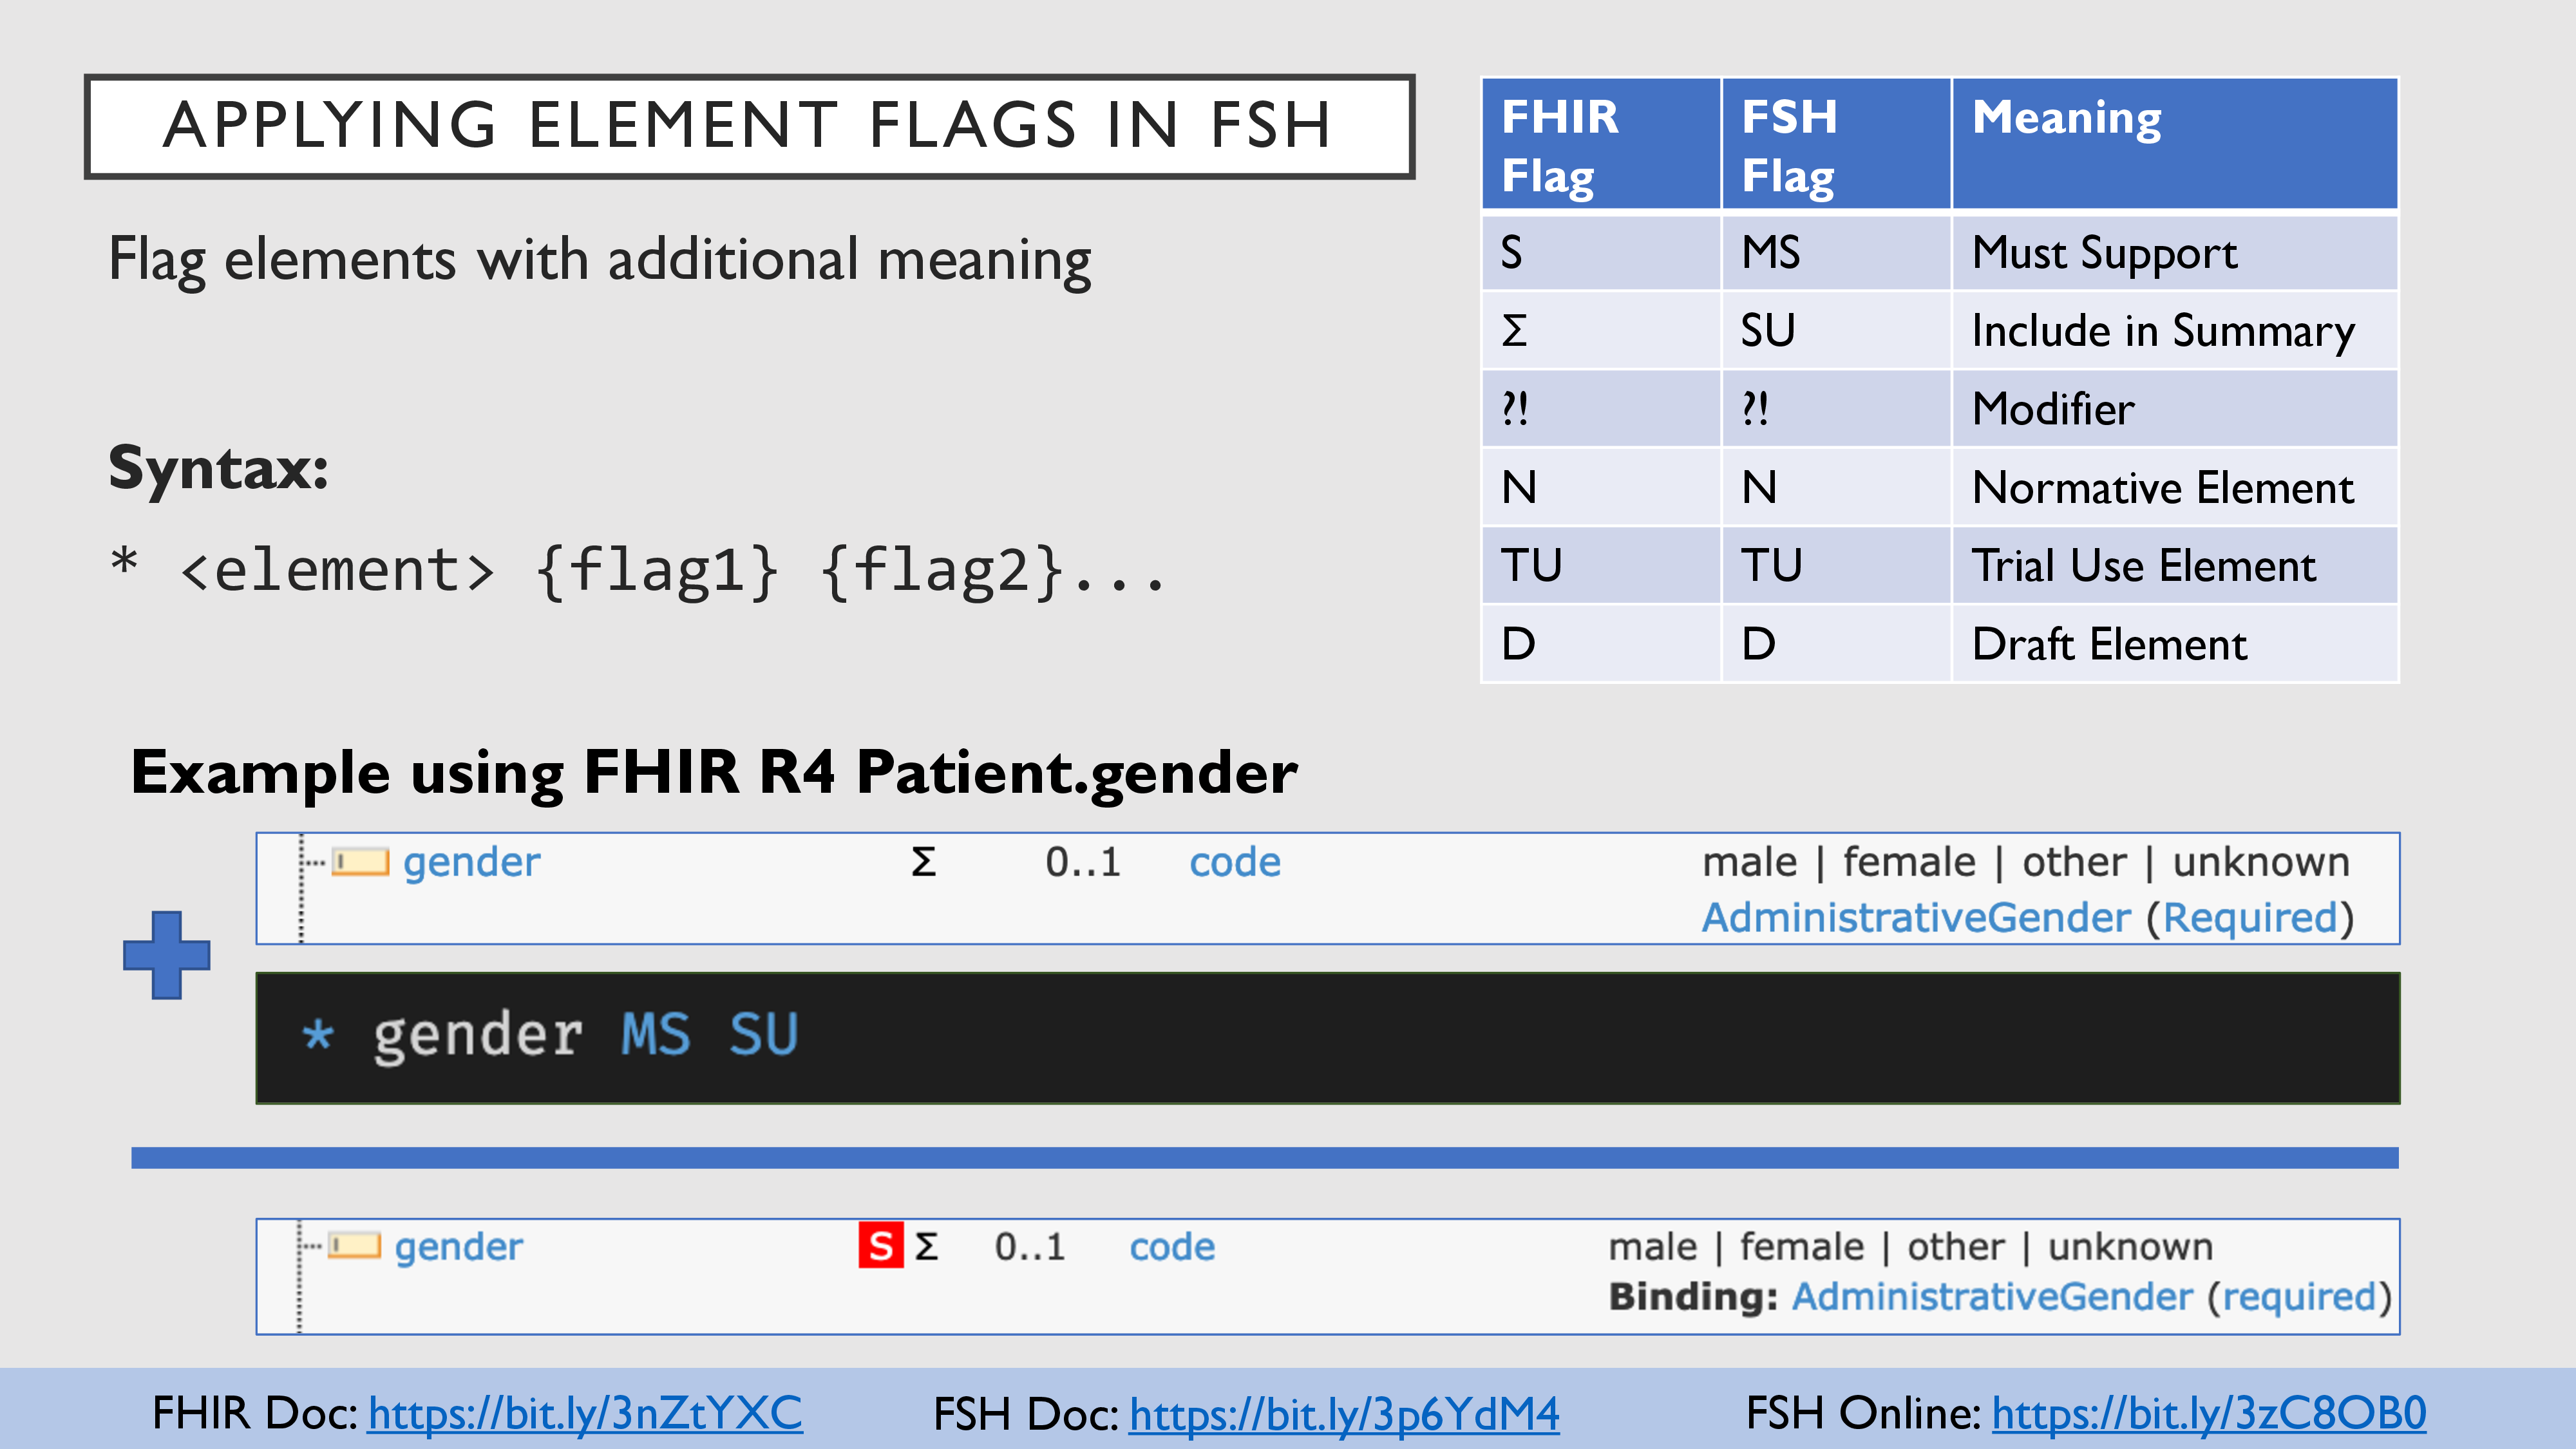 APPLYING ELEMENT FLAGS IN FSH
Flag elements with additional meaning
Syntax:
* <element> {flag1} {flag2}...
FHIR Flag FSH Flag Meaning
S MS Must Support
Σ SU Include in Summary
?! ?! Modifier
N N Normative Element
TU TU Trial Use Element
D D Draft Element
Example using FHIR R4 Patient.gender
gender Σ 0..1 code male | female | other | unknown
AdministrativeGender (Required)
* gender MS SU
gender S Σ 0..1 code male | female | other | unknown
Binding: AdministrativeGender (required)
FHIR Doc: https://bit.ly/3nZtYXC FSH Doc: https://bit.ly/3p6YdM4 FSH Online: https://bit.ly/3zC8OB0